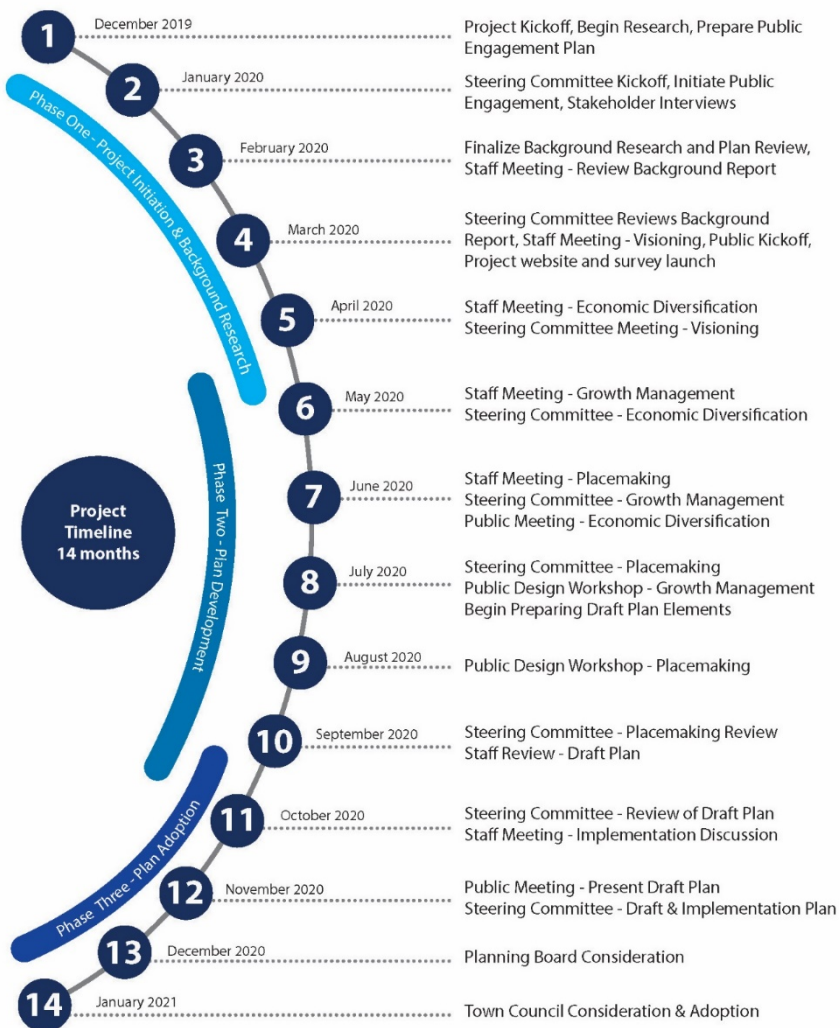 1
December 2019
Project Kickoff, Begin Research, Prepare Public
Engagement Plan
2
January 2020
Steering Committee Kickoff, Initiate Public
Engagement, Stakeholder Interviews
3
February 2020
Finalize Background Research and Plan Review,
Staff Meeting - Review Background Report
4
March 2020
Steering Committee Reviews Background
Report, Staff Meeting - Visioning, Public Kickoff,
Project website and survey launch
5
April 2020
Staff Meeting - Economic Diversification
Steering Committee Meeting - Visioning
6
May 2020
Staff Meeting - Growth Management
Steering Committee - Economic Diversification
7
June 2020
Staff Meeting - Placemaking
Steering Committee - Growth Management
Public Meeting - Economic Diversification
8
July 2020
Steering Committee - Placemaking
Public Design Workshop - Growth Management
Begin Preparing Draft Plan Elements
9
August 2020
Public Design Workshop - Placemaking
10
September 2020
Steering Committee - Placemaking Review
Staff Review - Draft Plan
11
October 2020
Steering Committee - Review of Draft Plan
Staff Meeting - Implementation Discussion
12
November 2020
Public Meeting - Present Draft Plan
Steering Committee - Draft & Implementation Plan
13
December 2020
Planning Board Consideration
14
January 2021
Town Council Consideration & Adoption
Phase One - Project Initiation & Background Research
Phase Two - Plan Development
Phase Three - Plan Adoption
Project
Timeline
14 months